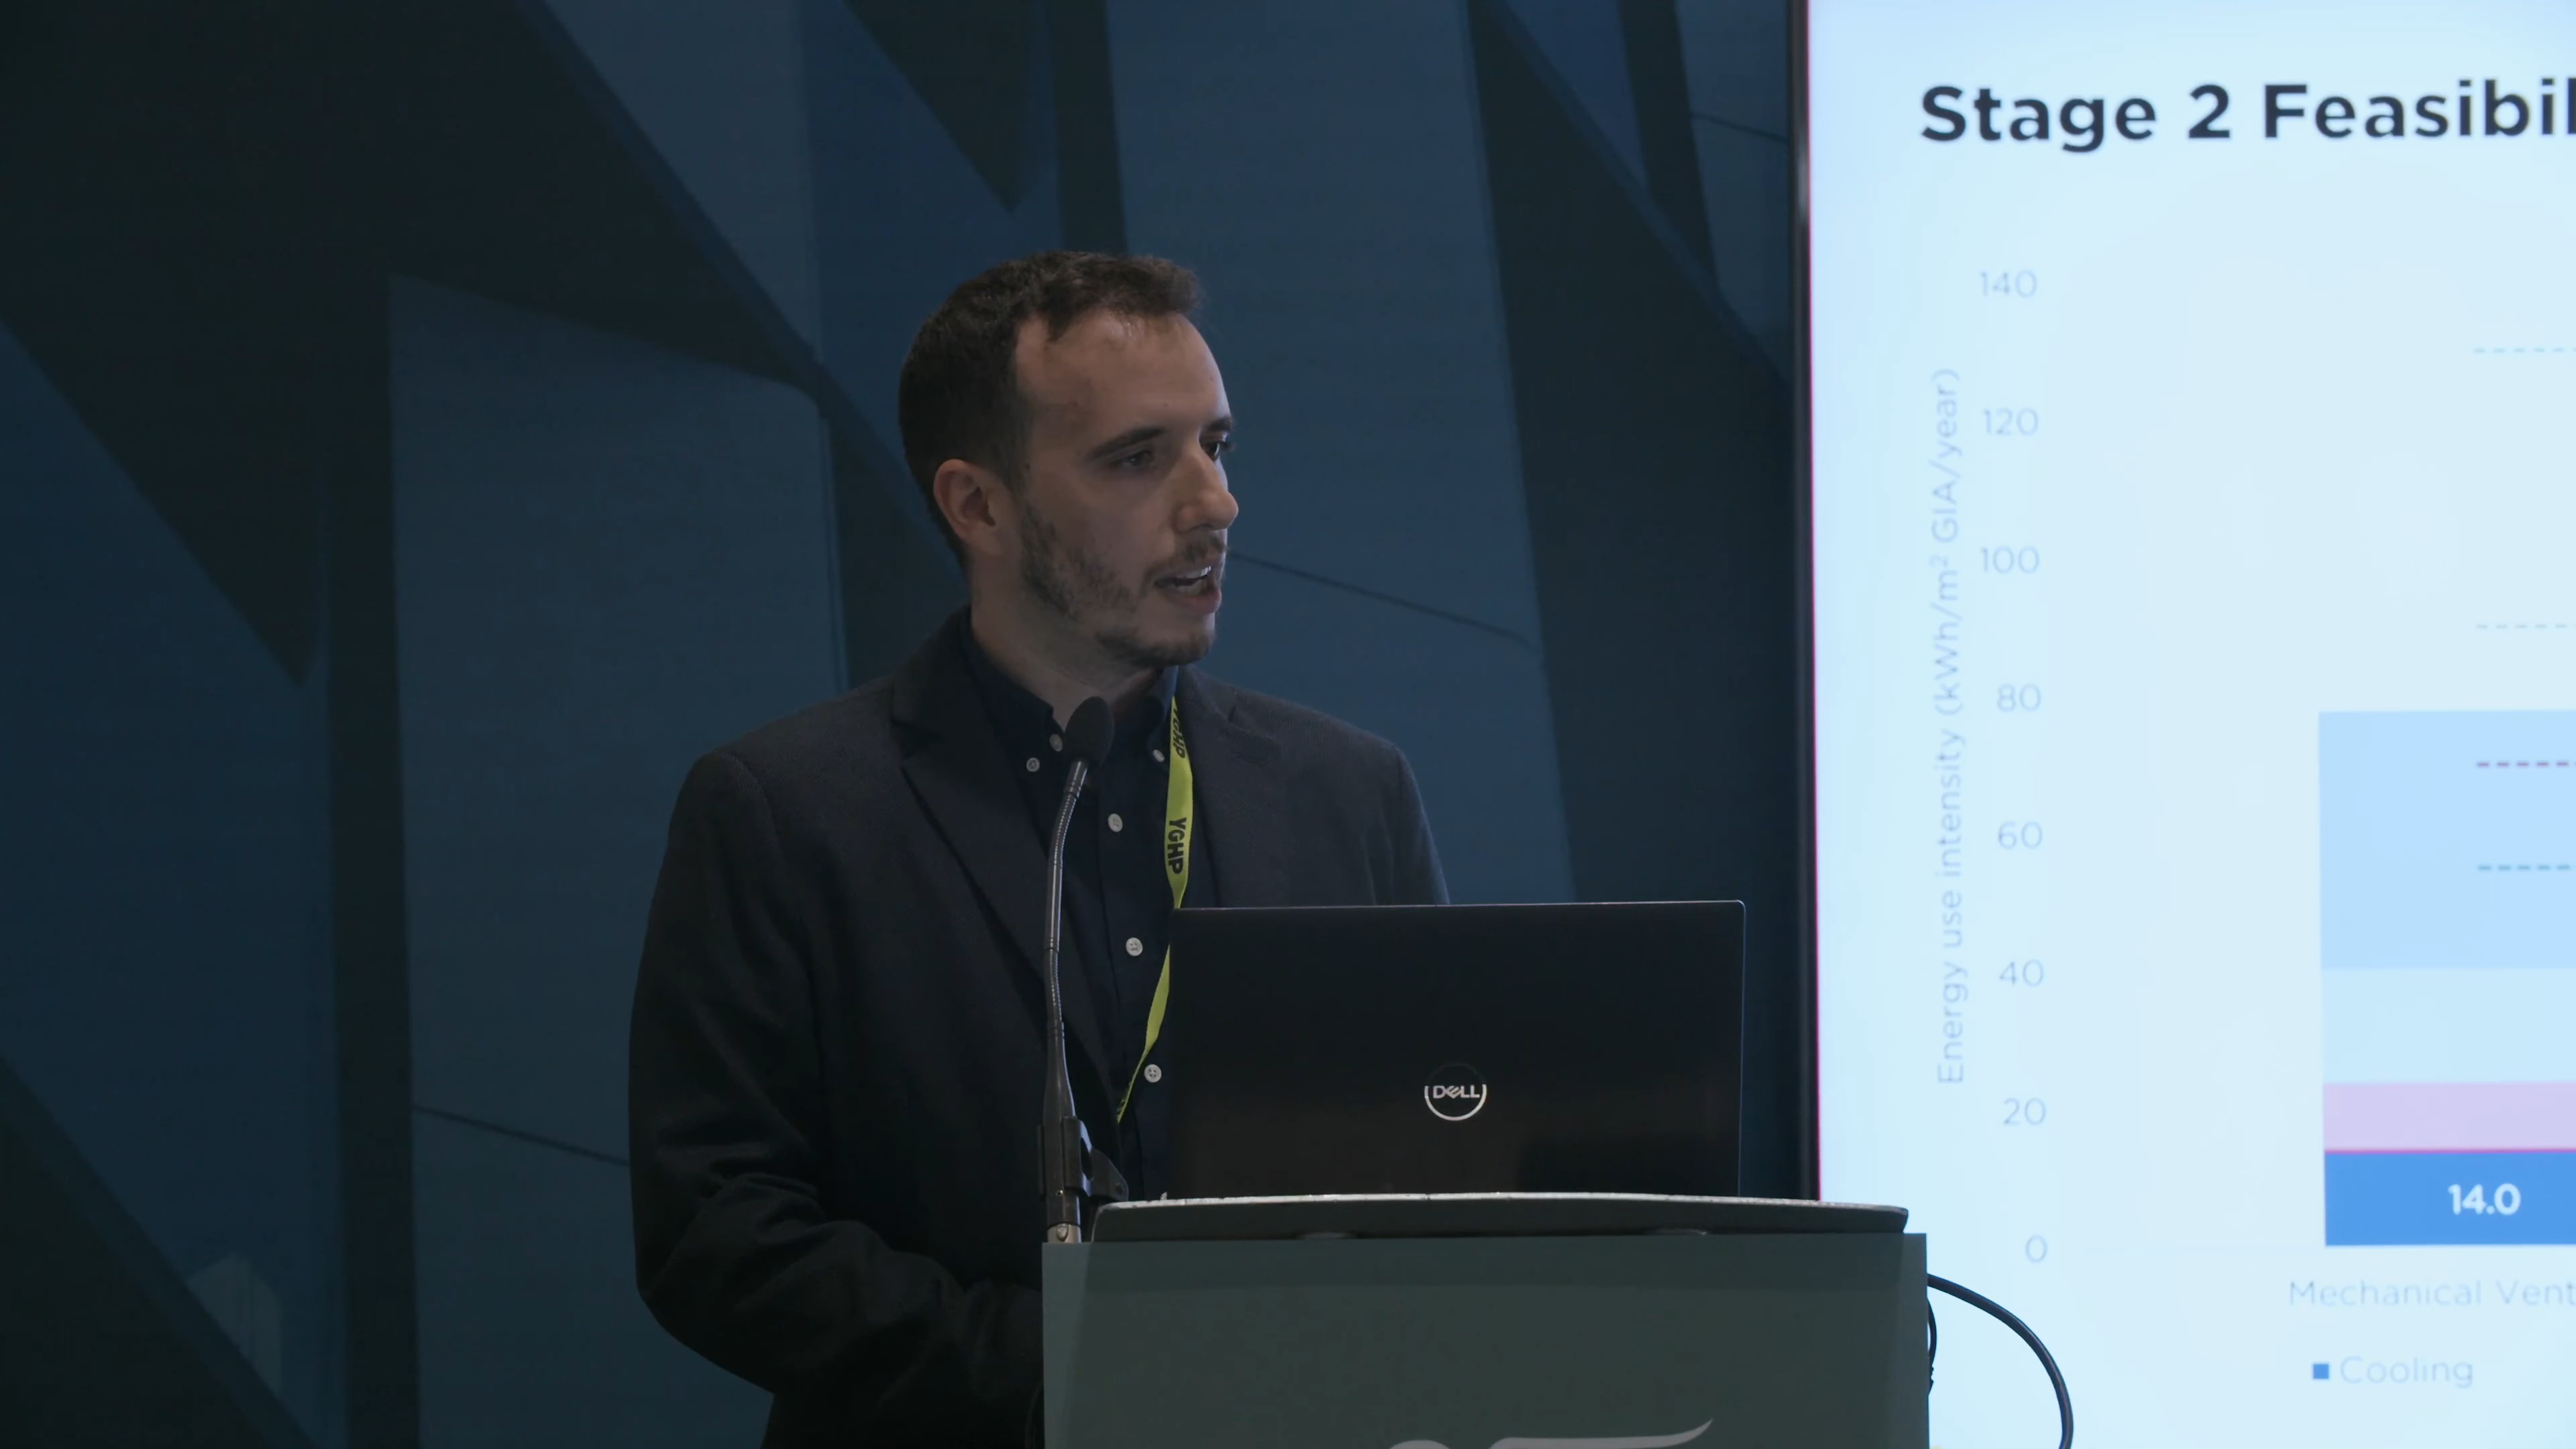 Stage 2 Feasibil
140
120
100
80
60
40
20
0
Energy use intensity (kWh/m² GIA/year)
14.0
Mechanical Vent
Cooling
YGHP
YGHP
DELL